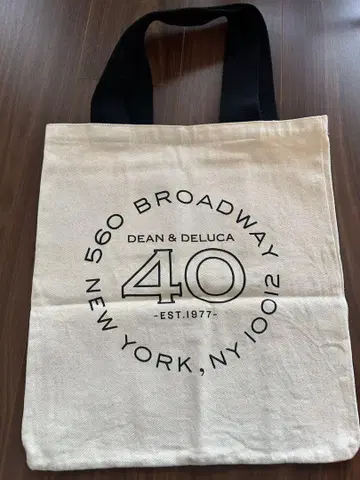 560 BROADWAY
DEAN & DELUCA
40
-EST.1977-
NEW YORK, NY 10012